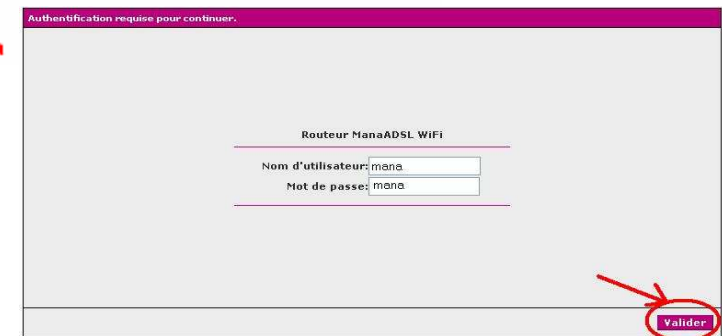 Authentification requise pour continuer.
Routeur ManaADSL WiFi
Nom d'utilisateur: mana
Mot de passe: mana
Valider